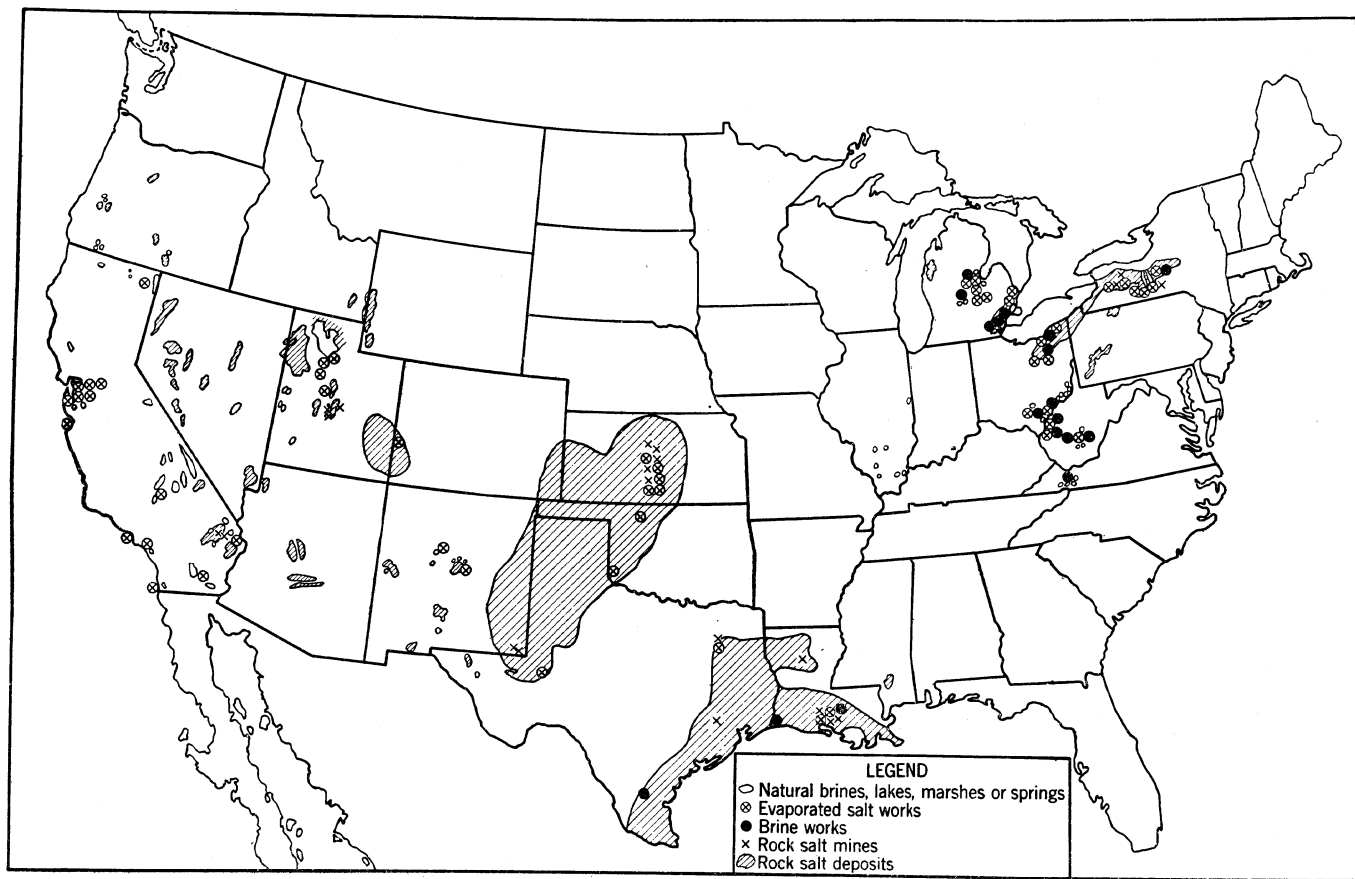 LEGEND
Natural brines, lakes, marshes or springs
Evaporated salt works
Brine works
Rock salt mines
Rock salt deposits